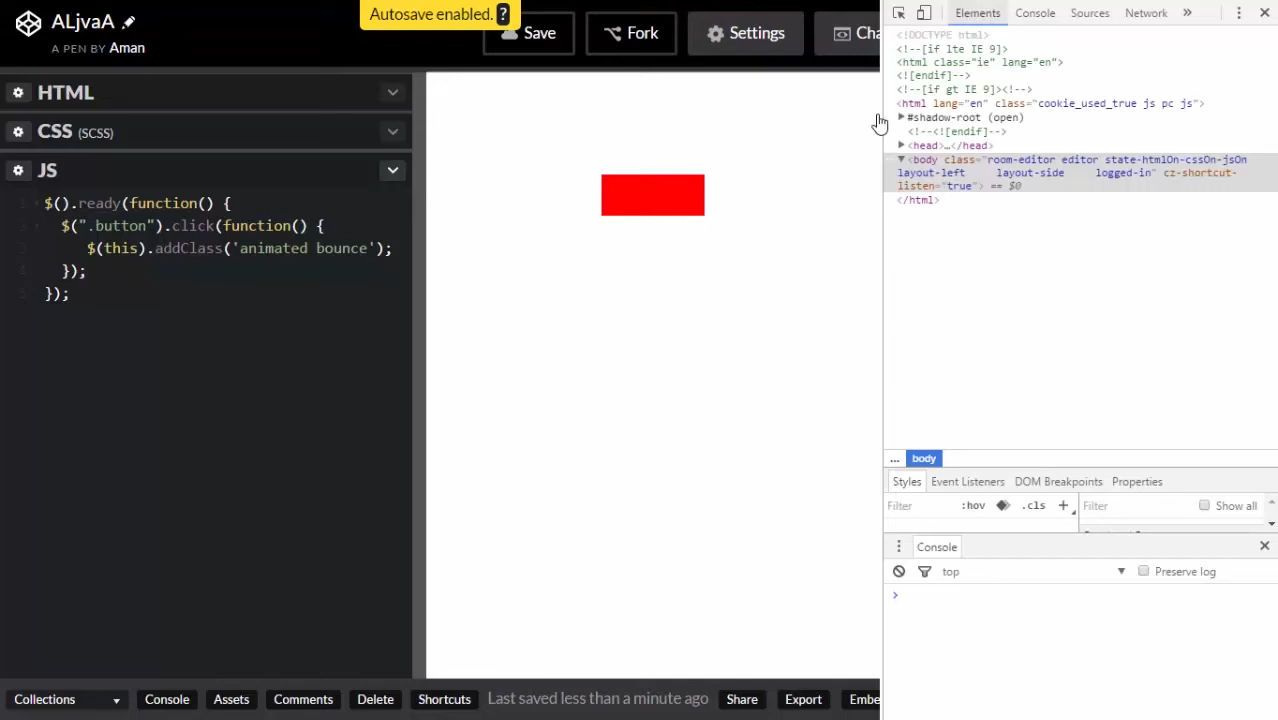 ALjvaA
A PEN BY Aman
Autosave enabled. ?
Save
Fork
Settings
Cha
HTML
CSS (SCSS)
JS
1 $().ready(function() {
$(".button").click(function() {
$(this).addClass('animated bounce');
});
5 });
Collections
Console
Assets
Comments
Delete
Shortcuts
Last saved less than a minute ago
Share
Export
Embe
Elements
Console
Sources
Network
»
<!DOCTYPE html>
<!--[if lte IE 9]>
<html class="ie" lang="en">
<![endif]-->
<!--[if gt IE 9]><!-->
<html lang="en" class="cookie_used_true js pc js">
#shadow-root (open)
<!--<![endif]-->
<head>…</head>
<body class="room-editor editor state-htmlOn-cssOn-jsOn
layout-left layout-side logged-in" cz-shortcut-
listen="true"> == $0
</html>
... body
Styles
Event Listeners
DOM Breakpoints
Properties
Filter
:hov
.cls
+
Filter
Show all
Console
top
Preserve log
>